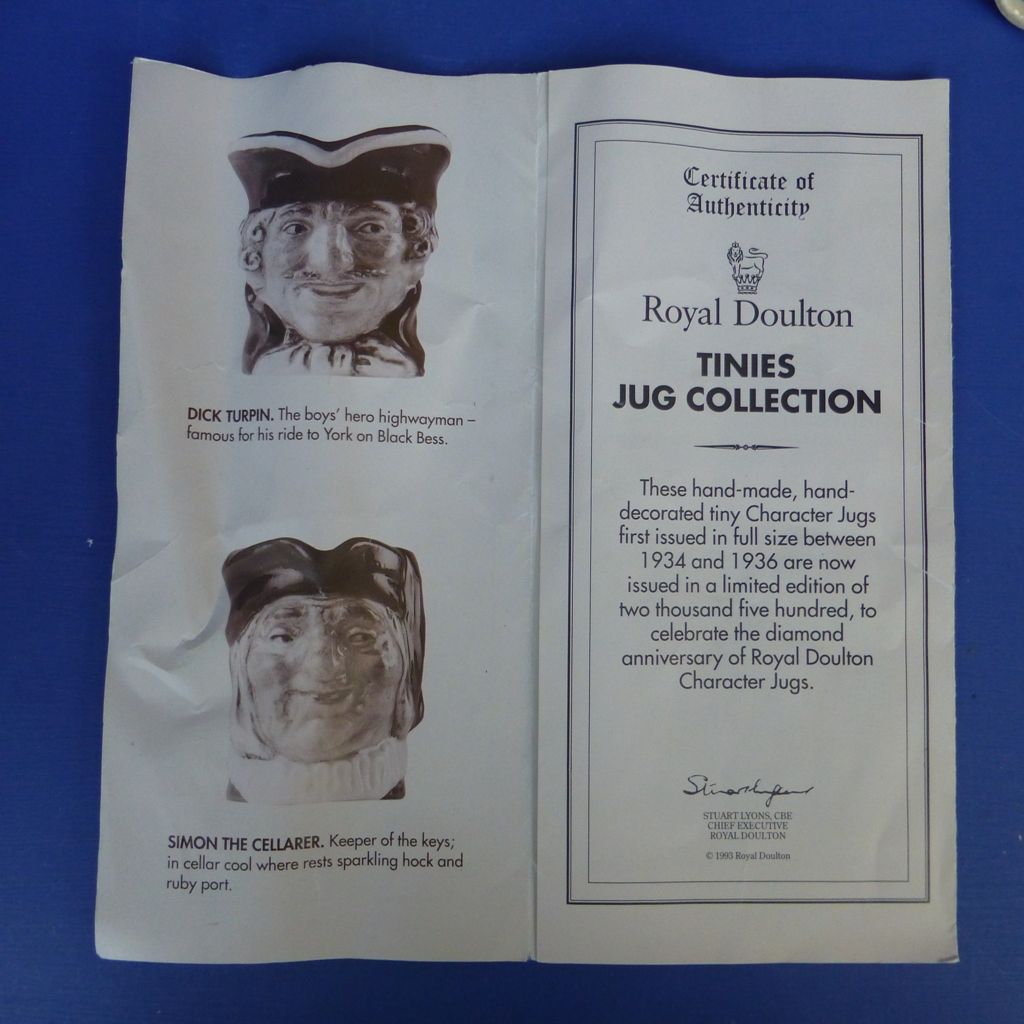 DICK TURPIN. The boys' hero highwayman –
famous for his ride to York on Black Bess.
SIMON THE CELLARER. Keeper of the keys;
in cellar cool where rests sparkling hock and
ruby port.
Certificate of
Authenticity
Royal Doulton
TINIES
JUG COLLECTION
These hand-made, hand-
decorated tiny Character Jugs
first issued in full size between
1934 and 1936 are now
issued in a limited edition of
two thousand five hundred, to
celebrate the diamond
anniversary of Royal Doulton
Character Jugs.
STUART LYONS, CBE
CHIEF EXECUTIVE
ROYAL DOULTON
© 1993 Royal Doulton